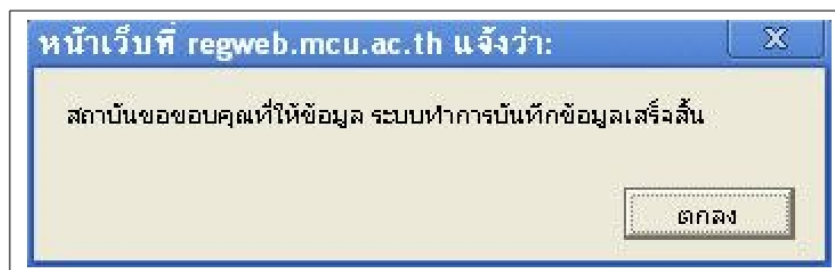 หน้าเว็บที่ regweb.mcu.ac.th แจ้งว่า:
X
สถาบันขอขอบคุณที่ให้ข้อมูล ระบบทำการบันทึกข้อมูลเสร็จสิ้น
ตกลง